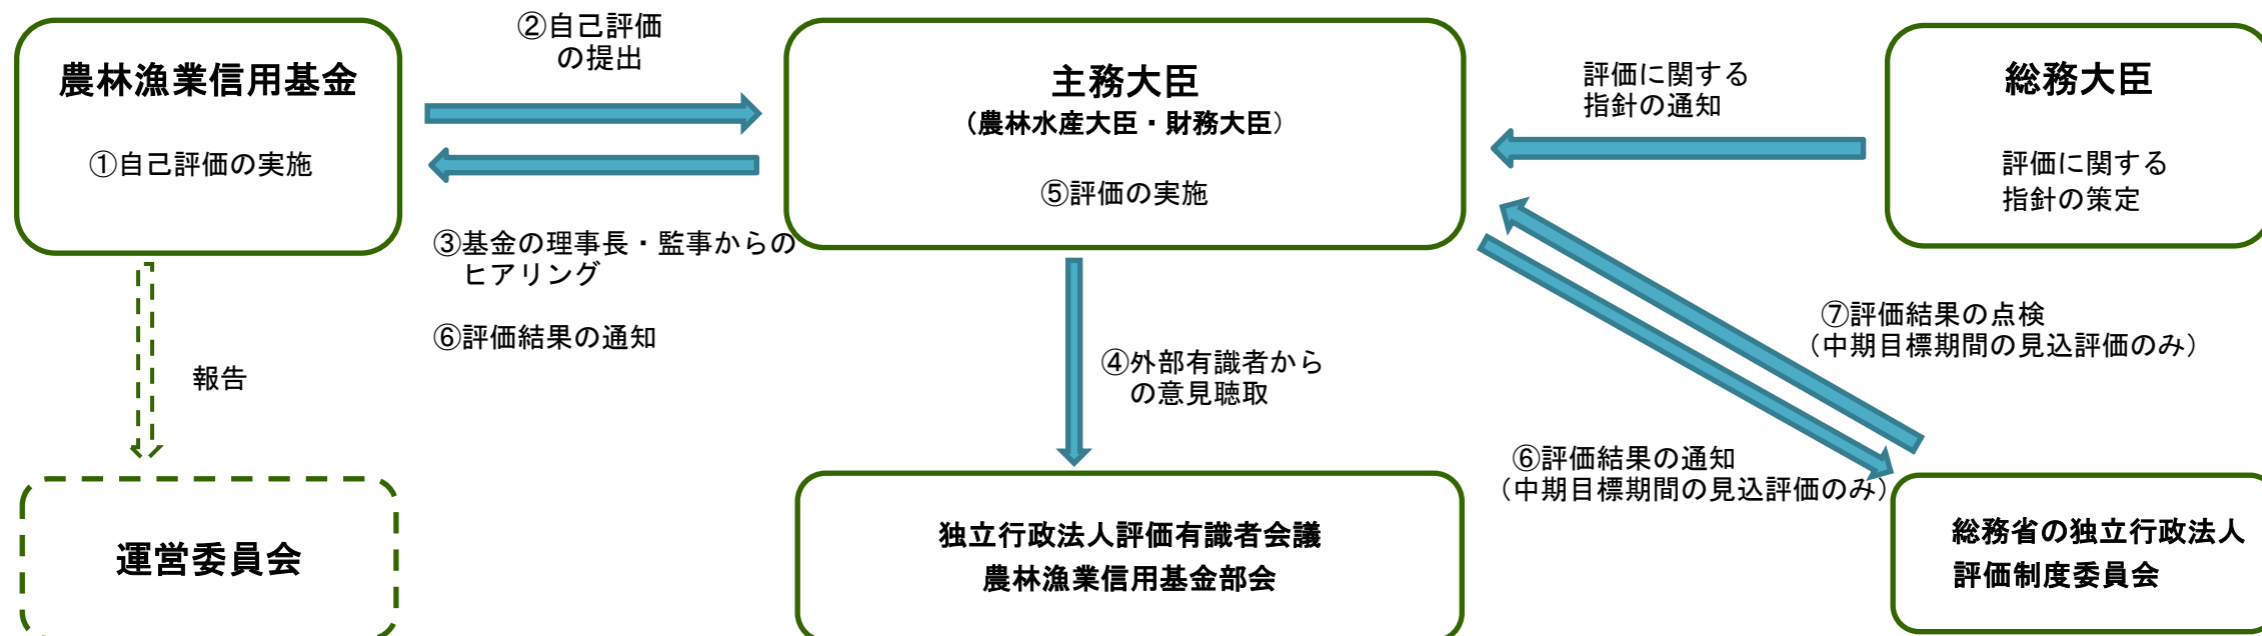 農林漁業信用基金
①自己評価の実施
②自己評価
の提出
主務大臣
（農林水産大臣・財務大臣）
⑤評価の実施
評価に関する
指針の通知
総務大臣
評価に関する
指針の策定
③基金の理事長・監事からの
ヒアリング
⑥評価結果の通知
報告
④外部有識者から
の意見聴取
⑦評価結果の点検
（中期目標期間の見込評価のみ）
⑥評価結果の通知
（中期目標期間の見込評価のみ）
運営委員会
独立行政法人評価有識者会議
農林漁業信用基金部会
総務省の独立行政法人
評価制度委員会